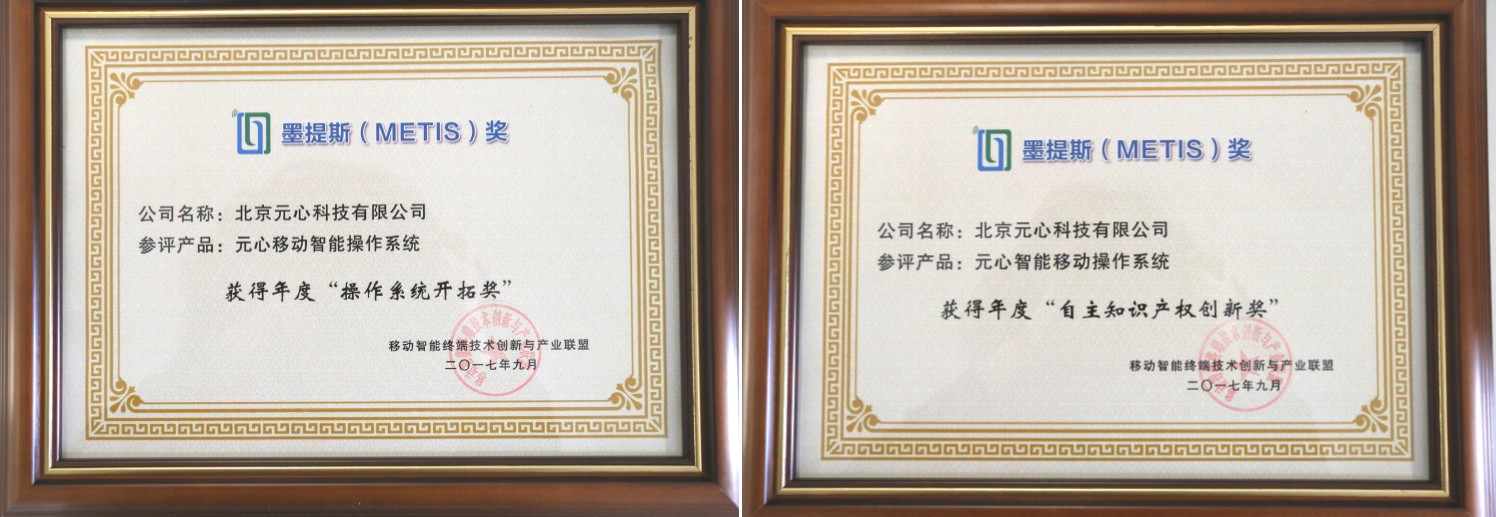 墨提斯（METIS）奖
公司名称：北京元心科技有限公司
参评产品：元心移动智能操作系统
获得年度“操作系统开拓奖”
移动智能终端技术创新与产业联盟
二〇一七年九月
墨提斯（METIS）奖
公司名称：北京元心科技有限公司
参评产品：元心智能移动操作系统
获得年度“自主知识产权创新奖”
移动智能终端技术创新与产业联盟
二〇一七年九月